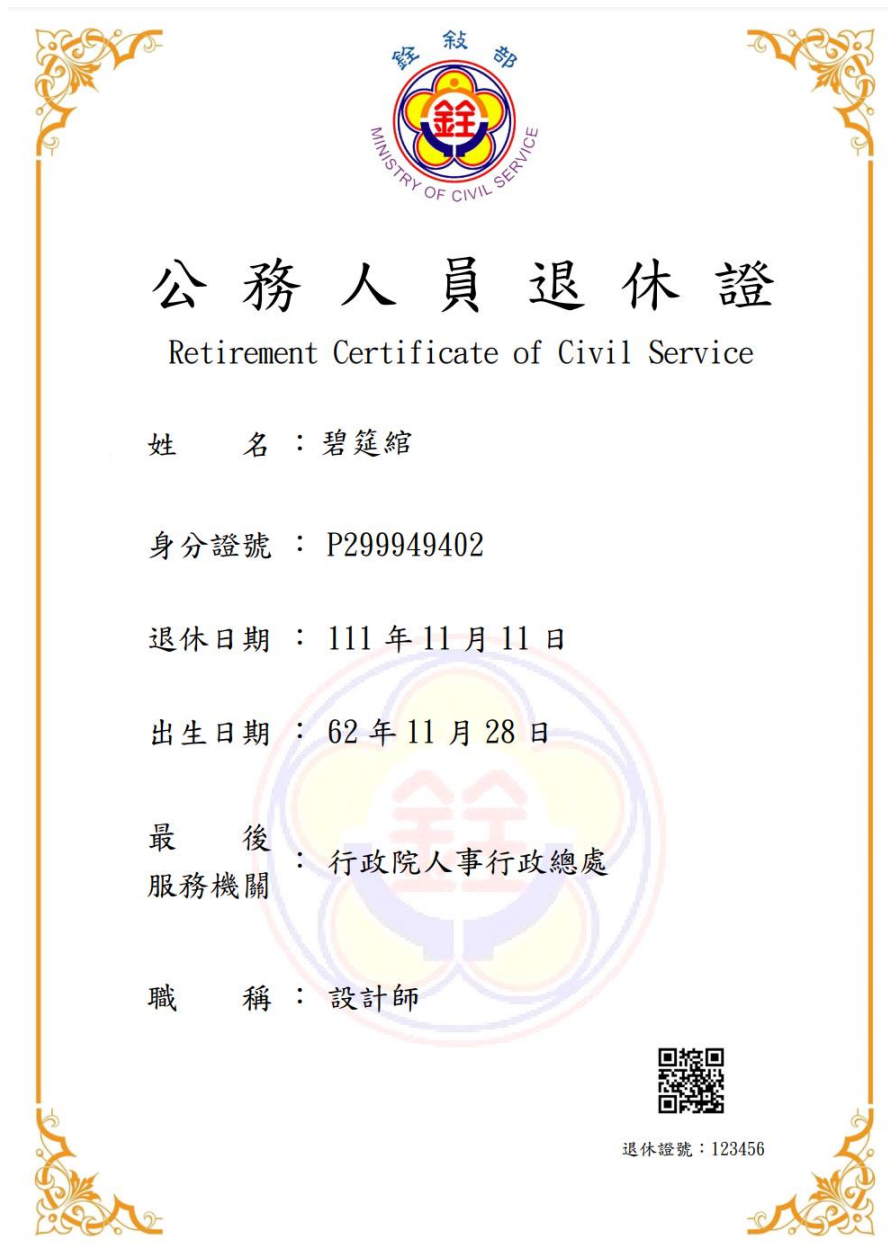 銓敍部
銓
MINISTRY OF CIVIL SERVICE
公務人員退休證
Retirement Certificate of Civil Service
姓 名：碧筵綰
身分證號：P299949402
退休日期：111 年 11 月 11 日
出生日期：62 年 11 月 28 日
最 後
服務機關：行政院人事行政總處
職 稱：設計師
銓
退休證號：123456